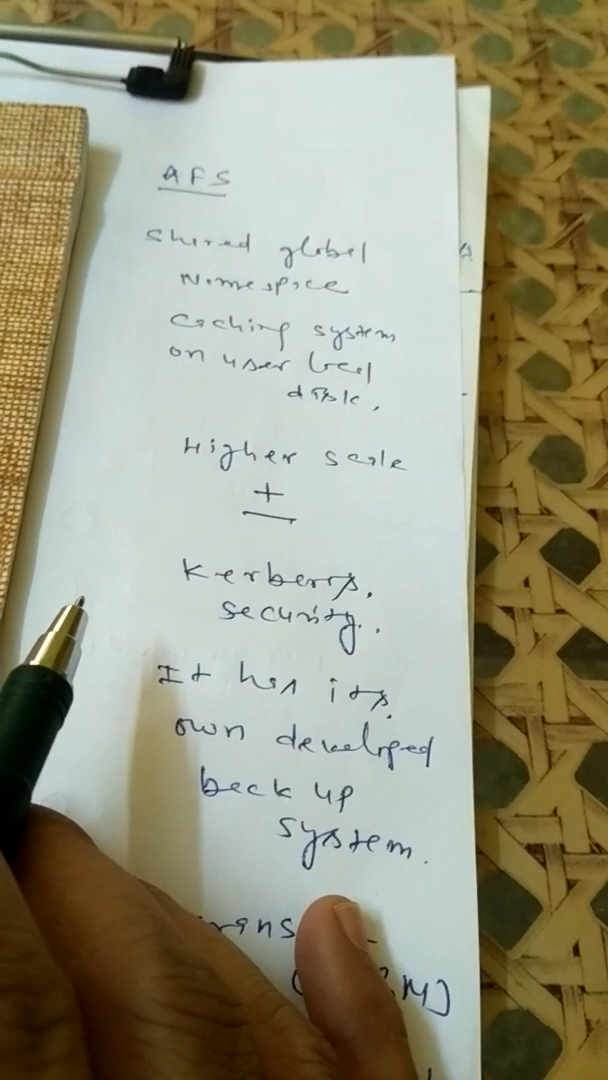 AFS
Shared global
Namespace
Caching system
on user local
disk.
Higher scale
+
Kerberos.
security.
It has its
own developed
back up
system.